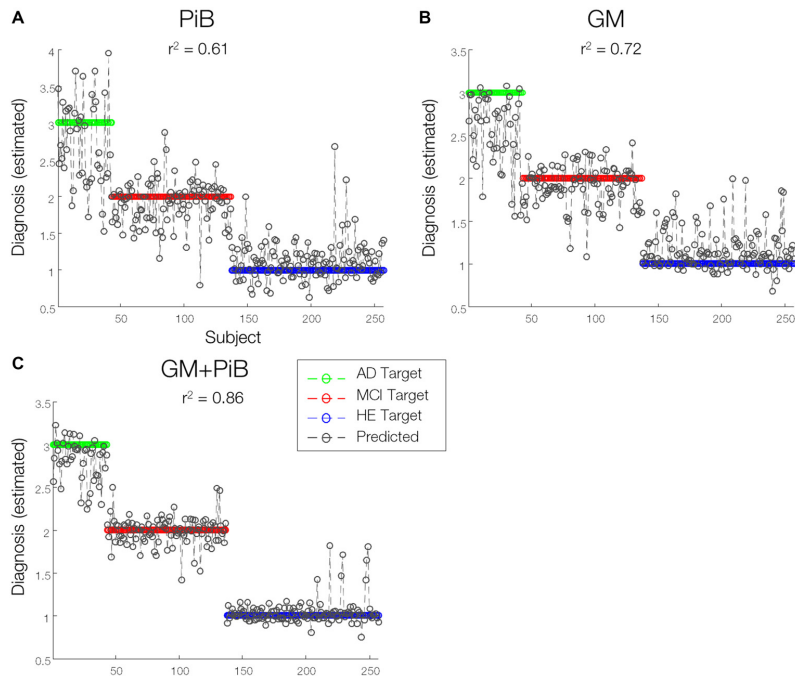 A
PiB
r² = 0.61
Diagnosis (estimated)
4
3.5
3
2.5
2
1.5
1
0.5
50
100
150
200
250
Subject
B
GM
r² = 0.72
Diagnosis (estimated)
3.5
3
2.5
2
1.5
1
0.5
50
100
150
200
250
C
GM+PiB
r² = 0.86
Diagnosis (estimated)
3.5
3
2.5
2
1.5
1
0.5
50
100
150
200
250
AD Target
MCI Target
HE Target
Predicted